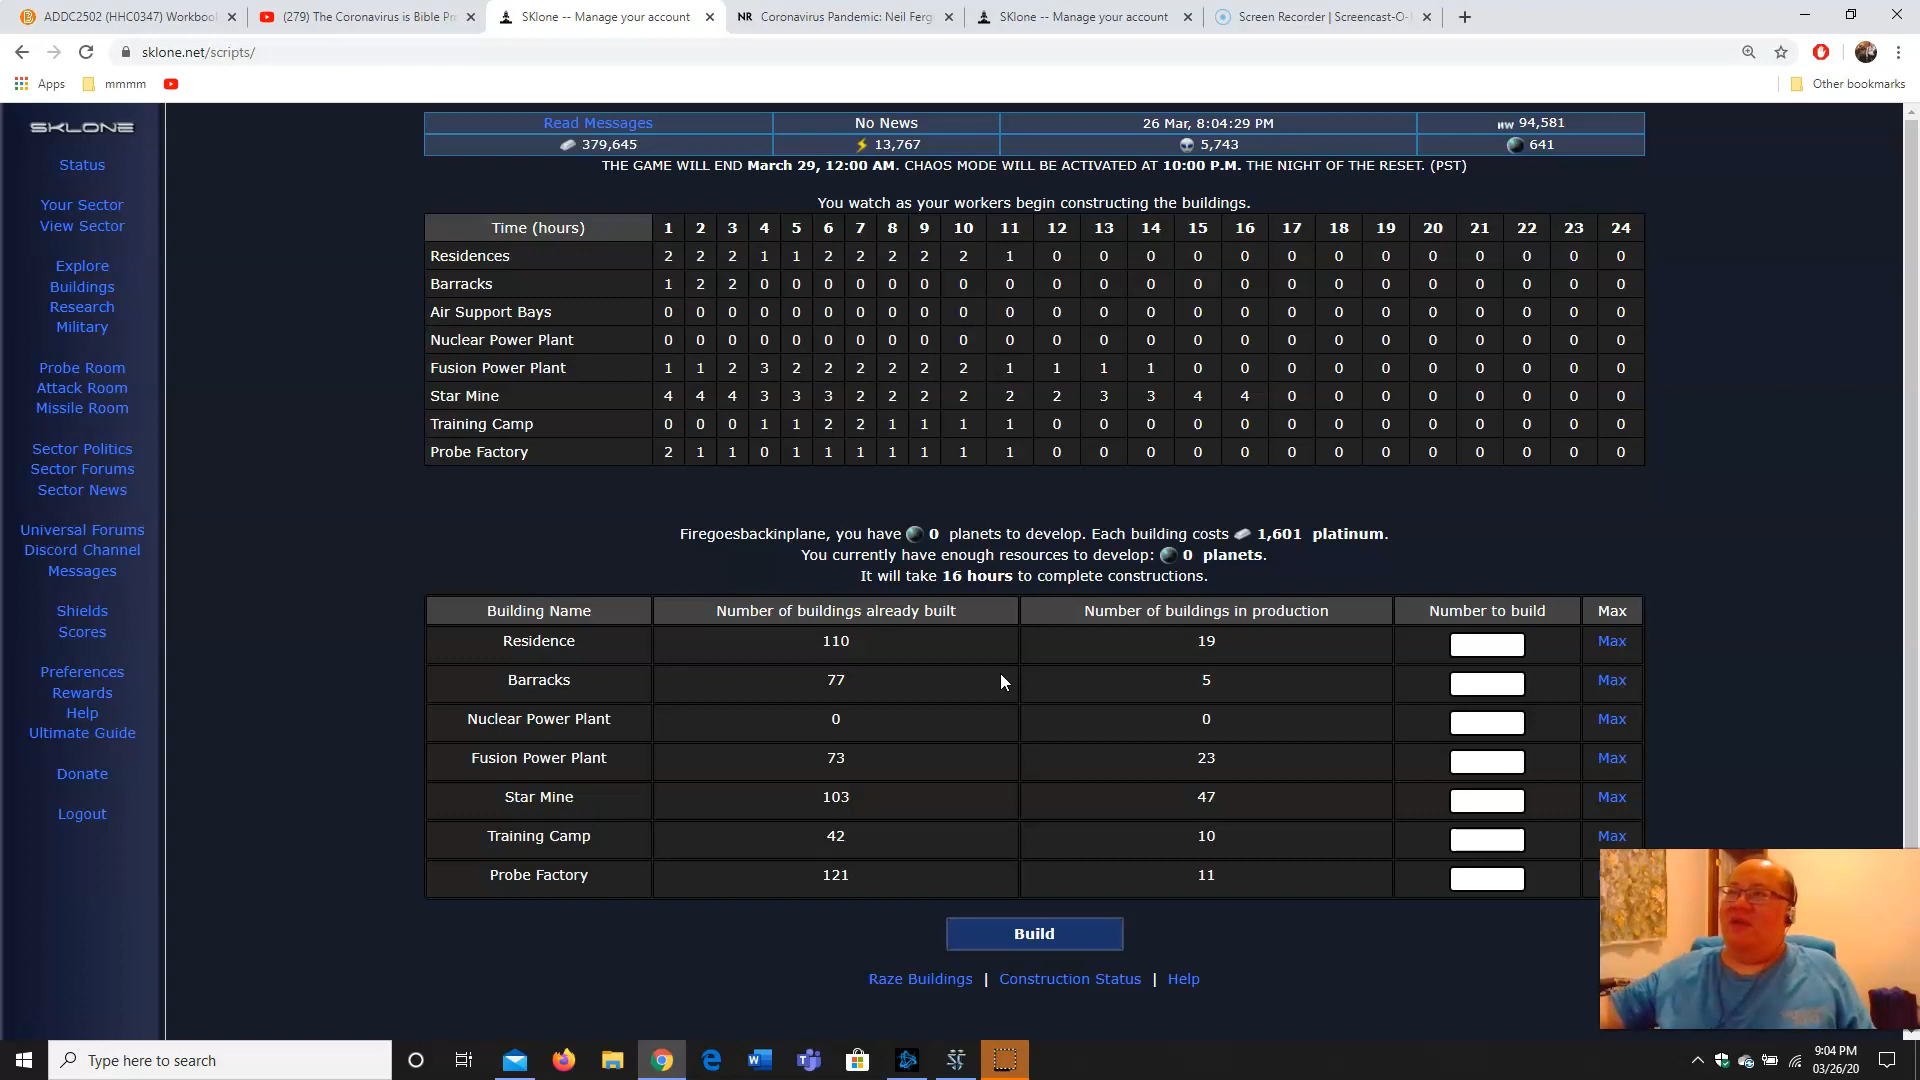 ADDC2502 (HHC0347) Workbook
(279) The Coronavirus is Bible Pr
SKlone -- Manage your account
NR Coronavirus Pandemic: Neil Ferg
SKlone -- Manage your account
Screen Recorder | Screencast-O-
sklone.net/scripts/
Apps
mmmm
Other bookmarks
SKLONE
Status
Your Sector
View Sector
Explore
Buildings
Research
Military
Probe Room
Attack Room
Missile Room
Sector Politics
Sector Forums
Sector News
Universal Forums
Discord Channel
Messages
Shields
Scores
Preferences
Rewards
Help
Ultimate Guide
Donate
Logout
Read Messages No News 26 Mar, 8:04:29 PM NW 94,581
379,645 13,767 5,743 641
THE GAME WILL END March 29, 12:00 AM. CHAOS MODE WILL BE ACTIVATED AT 10:00 P.M. THE NIGHT OF THE RESET. (PST)
You watch as your workers begin constructing the buildings.
Time (hours) 1 2 3 4 5 6 7 8 9 10 11 12 13 14 15 16 17 18 19 20 21 22 23 24
Residences 2 2 2 1 1 2 2 2 2 2 1 0 0 0 0 0 0 0 0 0 0 0 0 0
Barracks 1 2 2 0 0 0 0 0 0 0 0 0 0 0 0 0 0 0 0 0 0 0 0 0
Air Support Bays 0 0 0 0 0 0 0 0 0 0 0 0 0 0 0 0 0 0 0 0 0 0 0 0
Nuclear Power Plant 0 0 0 0 0 0 0 0 0 0 0 0 0 0 0 0 0 0 0 0 0 0 0 0
Fusion Power Plant 1 1 2 3 2 2 2 2 2 2 1 1 1 1 0 0 0 0 0 0 0 0 0 0
Star Mine 4 4 4 3 3 3 2 2 2 2 2 2 3 3 4 4 0 0 0 0 0 0 0 0
Training Camp 0 0 0 1 1 2 2 1 1 1 1 0 0 0 0 0 0 0 0 0 0 0 0 0
Probe Factory 2 1 1 0 1 1 1 1 1 1 1 0 0 0 0 0 0 0 0 0 0 0 0 0
Firegoesbackinplane, you have 0 planets to develop. Each building costs 1,601 platinum.
You currently have enough resources to develop: 0 planets.
It will take 16 hours to complete constructions.
Building Name Number of buildings already built Number of buildings in production Number to build Max
Residence 110 19 Max
Barracks 77 5 Max
Nuclear Power Plant 0 0 Max
Fusion Power Plant 73 23 Max
Star Mine 103 47 Max
Training Camp 42 10 Max
Probe Factory 121 11
Build
Raze Buildings | Construction Status | Help
Type here to search
9:04 PM
03/26/20